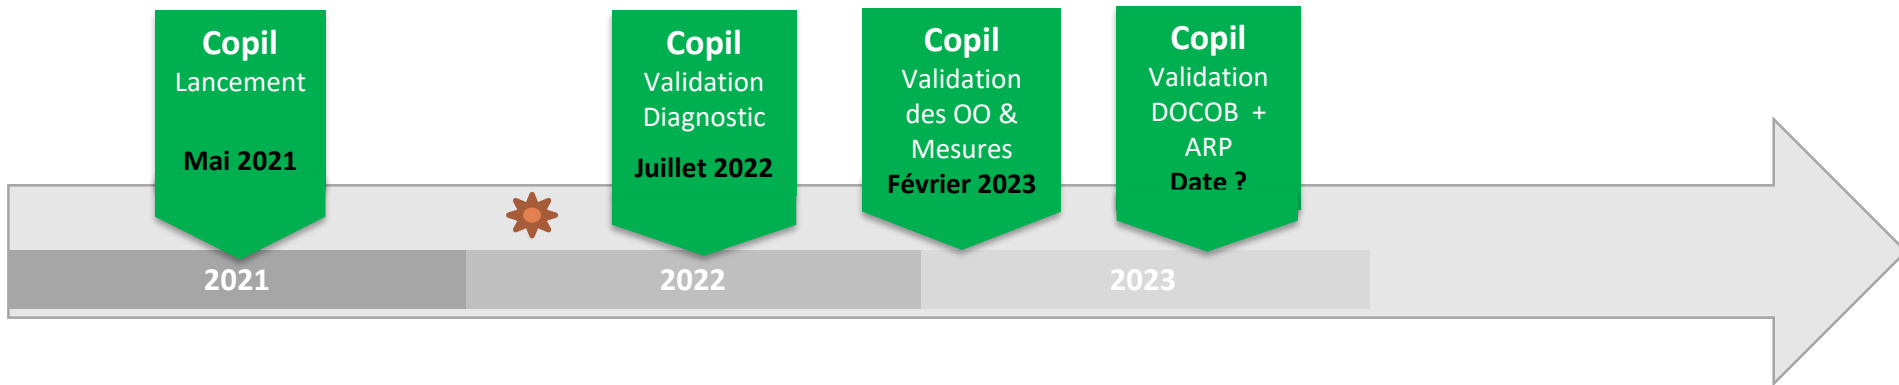 Copil
Lancement
Mai 2021
Copil
Validation
Diagnostic
Juillet 2022
Copil
Validation
des OO &
Mesures
Février 2023
Copil
Validation
DOCOB +
ARP
Date ?
2021
2022
2023